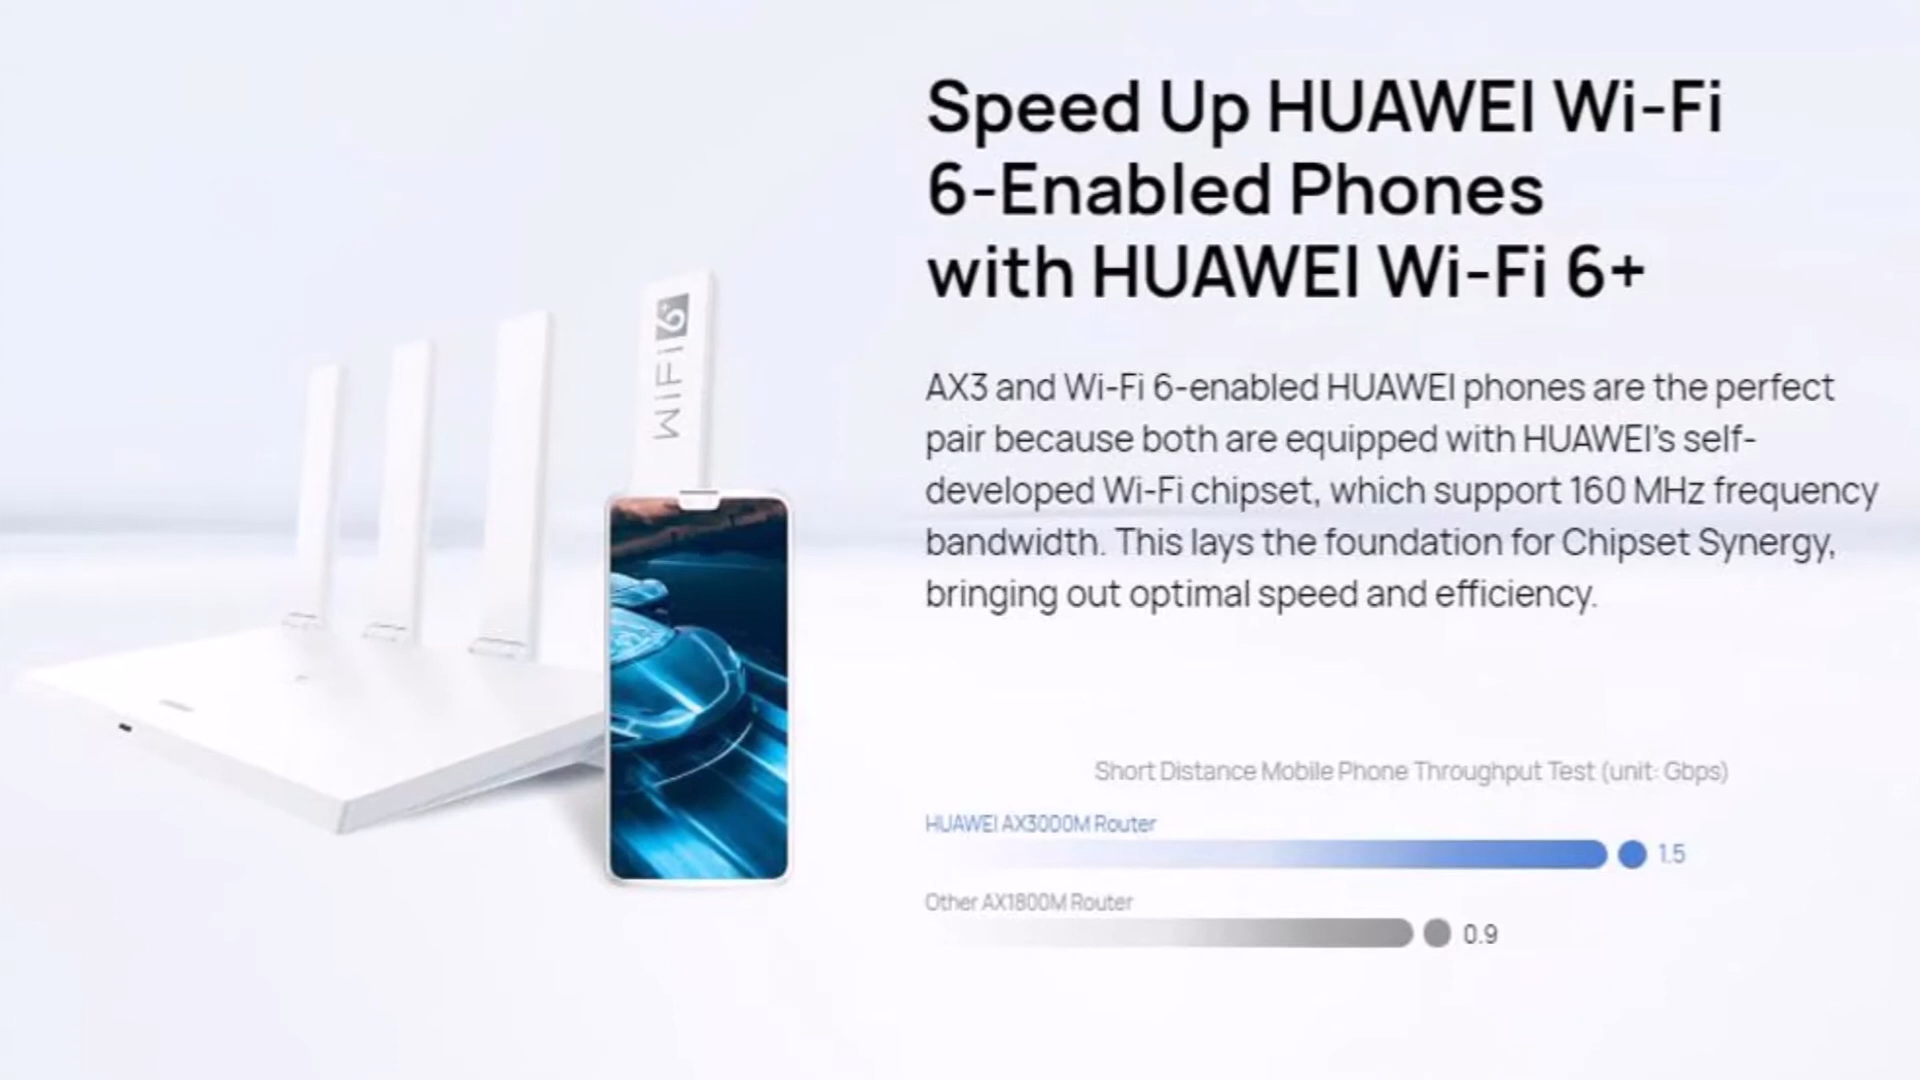 Speed Up HUAWEI Wi-Fi
6-Enabled Phones
with HUAWEI Wi-Fi 6+
AX3 and Wi-Fi 6-enabled HUAWEI phones are the perfect
pair because both are equipped with HUAWEI's self-
developed Wi-Fi chipset, which support 160 MHz frequency
bandwidth. This lays the foundation for Chipset Synergy,
bringing out optimal speed and efficiency.
WIFI 6+
Short Distance Mobile Phone Throughput Test (unit: Gbps)
HUAWEI AX3000M Router
1.5
Other AX1800M Router
0.9